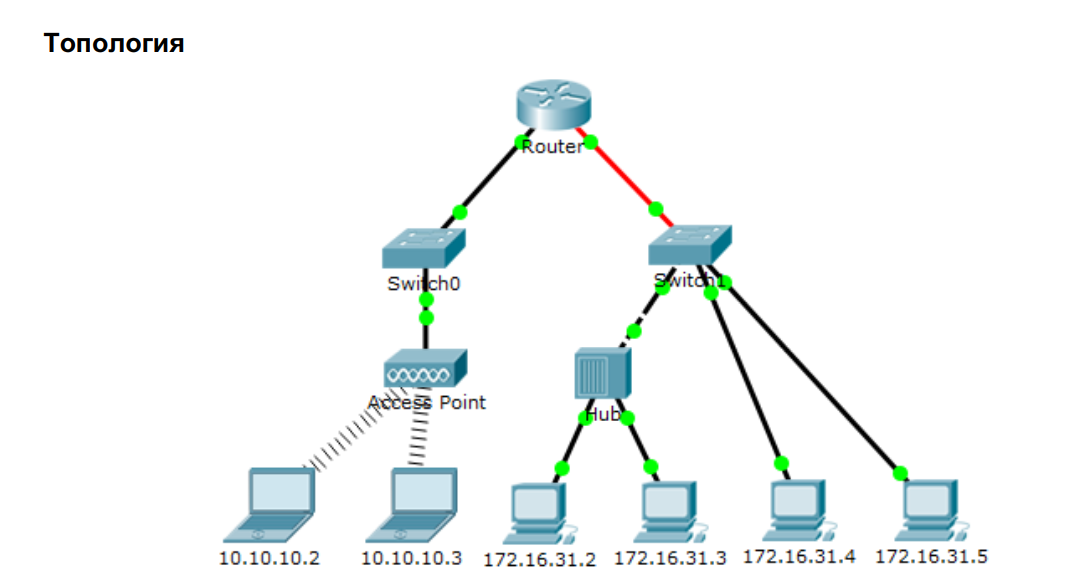 Топология
Router
Switch0
Switch1
Access Point
Hub
10.10.10.2
10.10.10.3
172.16.31.2
172.16.31.3
172.16.31.4
172.16.31.5